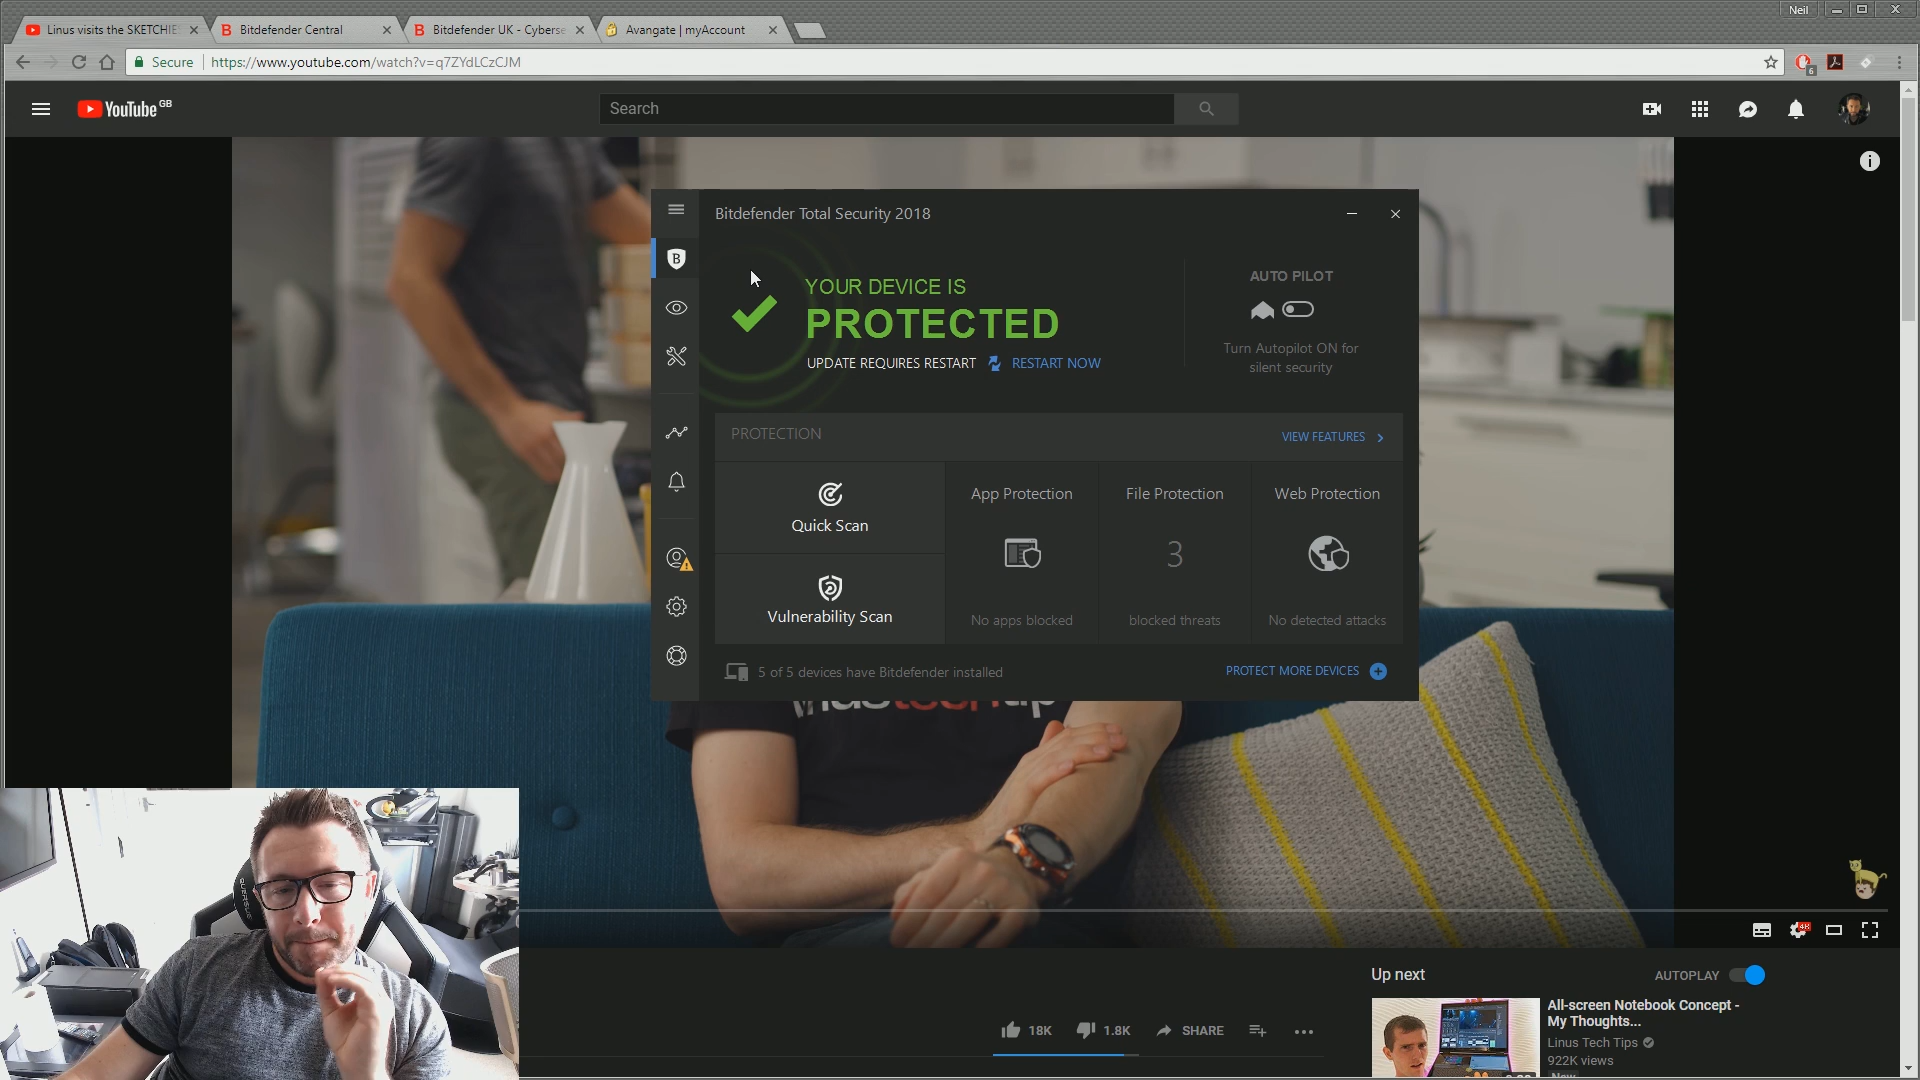 Neil
Linus visits the SKETCHIES
Bitdefender Central
Bitdefender UK - Cyberse
Avangate | myAccount
Secure
https://www.youtube.com/watch?v=q7ZYdLCzCJM
6
YouTube GB
Search
Bitdefender Total Security 2018
YOUR DEVICE IS
PROTECTED
UPDATE REQUIRES RESTART
RESTART NOW
AUTO PILOT
Turn Autopilot ON for
silent security
PROTECTION
VIEW FEATURES
Quick Scan
Vulnerability Scan
App Protection
No apps blocked
File Protection
3
blocked threats
Web Protection
No detected attacks
5 of 5 devices have Bitdefender installed
PROTECT MORE DEVICES
4K
18K
1.8K
SHARE
Up next
AUTOPLAY
All-screen Notebook Concept -
My Thoughts...
Linus Tech Tips
922K views
New